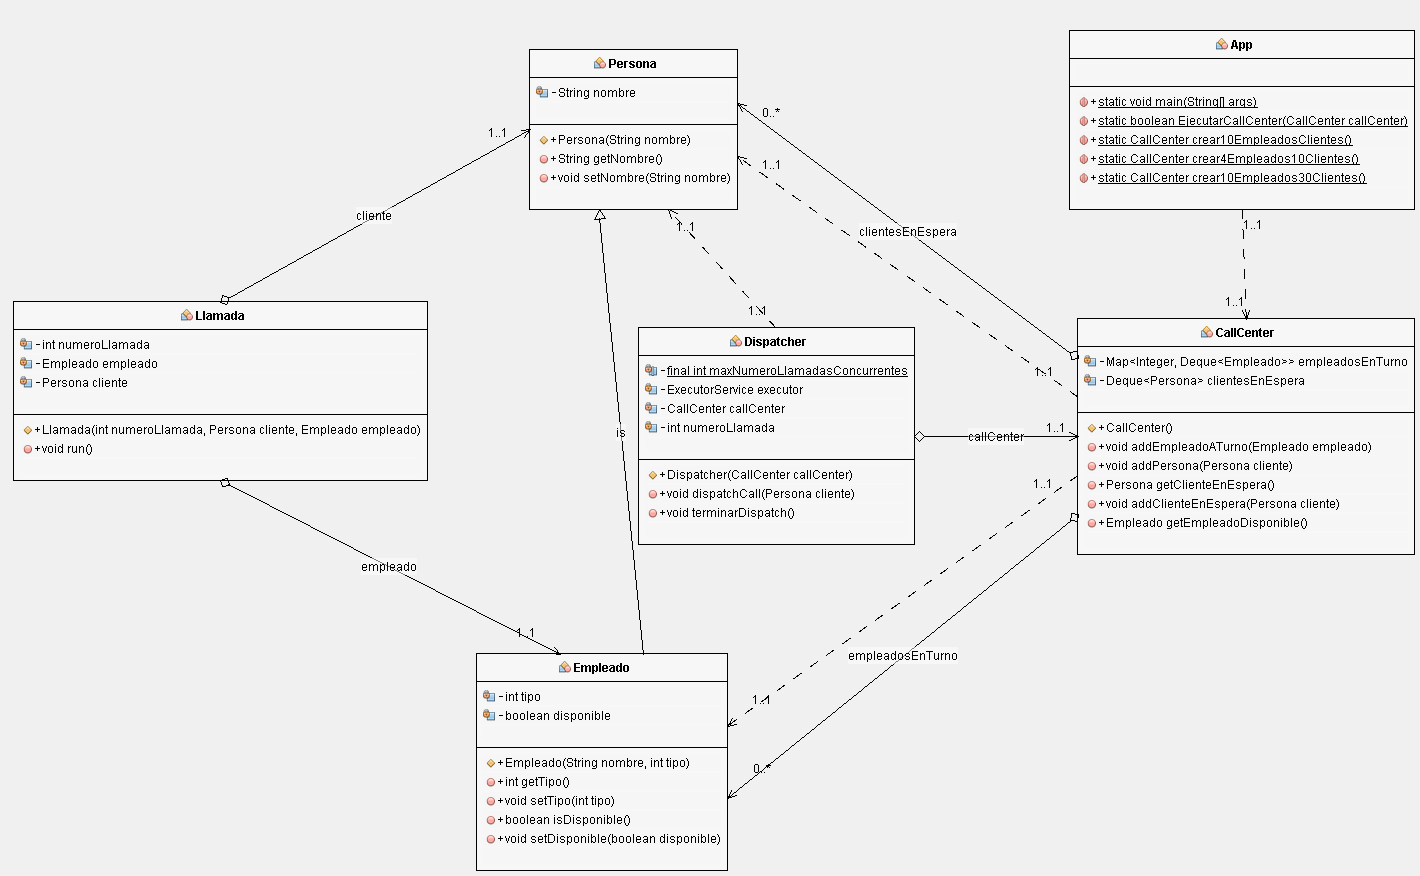 Persona
- String nombre
+ Persona(String nombre)
+ String getNombre()
+void setNombre(String nombre)
App
+ static void main(String[] args)
+ static boolean EjecutarCallCenter(CallCenter callCenter)
+ static CallCenter crear10EmpleadosClientes()
+ static CallCenter crear4Empleados10Clientes()
+ static CallCenter crear10Empleados30Clientes()
1..1
0..*
1..1
cliente
1..1
clientesEnEspera
1..1
1..1
1..1
Llamada
- int numeroLlamada
- Empleado empleado
- Persona cliente
+ Llamada(int numeroLlamada, Persona cliente, Empleado empleado)
+void run()
Dispatcher
- final int maxNumeroLlamadasConcurrentes
- ExecutorService executor
- CallCenter callCenter
- int numeroLlamada
+ Dispatcher(CallCenter callCenter)
+void dispatchCall(Persona cliente)
+void terminarDispatch()
CallCenter
- Map<Integer, Deque<Empleado>> empleadosEnTurno
- Deque<Persona> clientesEnEspera
+ CallCenter()
+void addEmpleadoATurno(Empleado empleado)
+void addPersona(Persona cliente)
+ Persona getClienteEnEspera()
+void addClienteEnEspera(Persona cliente)
+ Empleado getEmpleadoDisponible()
1..1
is
callCenter
1..1
1..1
empleado
1..1
empleadosEnTurno
1..1
0..*
Empleado
- int tipo
- boolean disponible
+ Empleado(String nombre, int tipo)
+ int getTipo()
+void setTipo(int tipo)
+ boolean isDisponible()
+void setDisponible(boolean disponible)